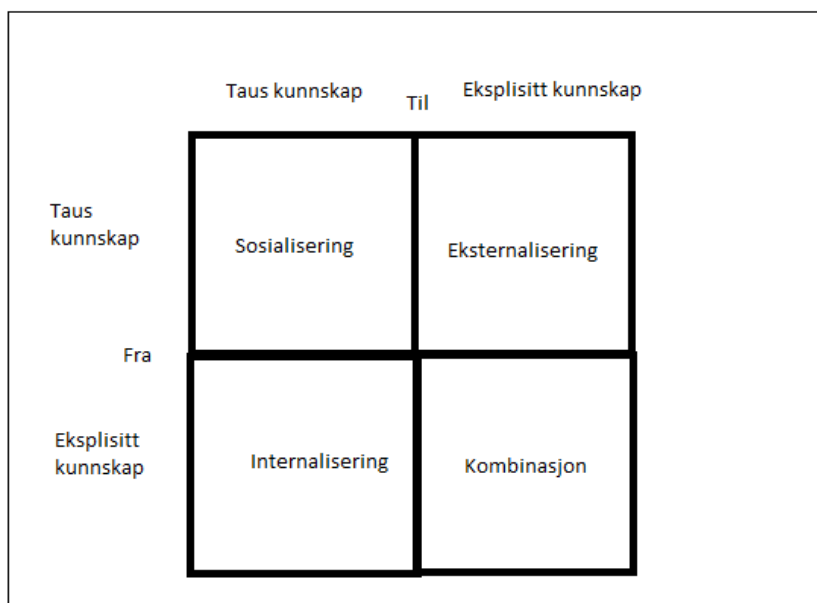 Taus kunnskap
Til
Eksplisitt kunnskap
Taus
kunnskap
Sosialisering
Eksternalisering
Fra
Eksplisitt
kunnskap
Internalisering
Kombinasjon